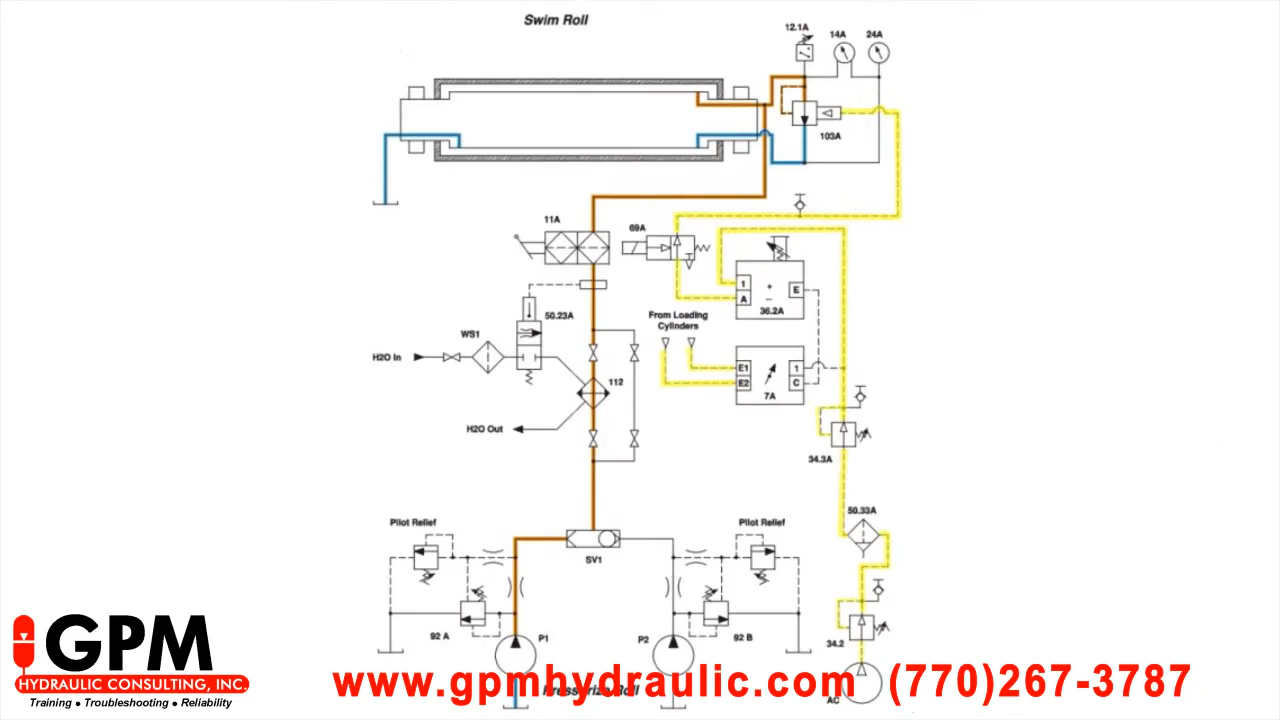 Swim Roll
12.1A
14A
24A
103A
11A
69A
1
A
+
−
E
36.2A
From Loading
Cylinders
50.23A
WS1
H2O In
112
H2O Out
E1
E2
1
C
7A
34.3A
50.33A
Pilot Relief
Pilot Relief
SV1
92 A
P1
P2
92 B
34.2
AC
GPM
HYDRAULIC CONSULTING, INC.
Training ● Troubleshooting ● Reliability
Pressurize Roll
www.gpmhydraulic.com (770)267-3787